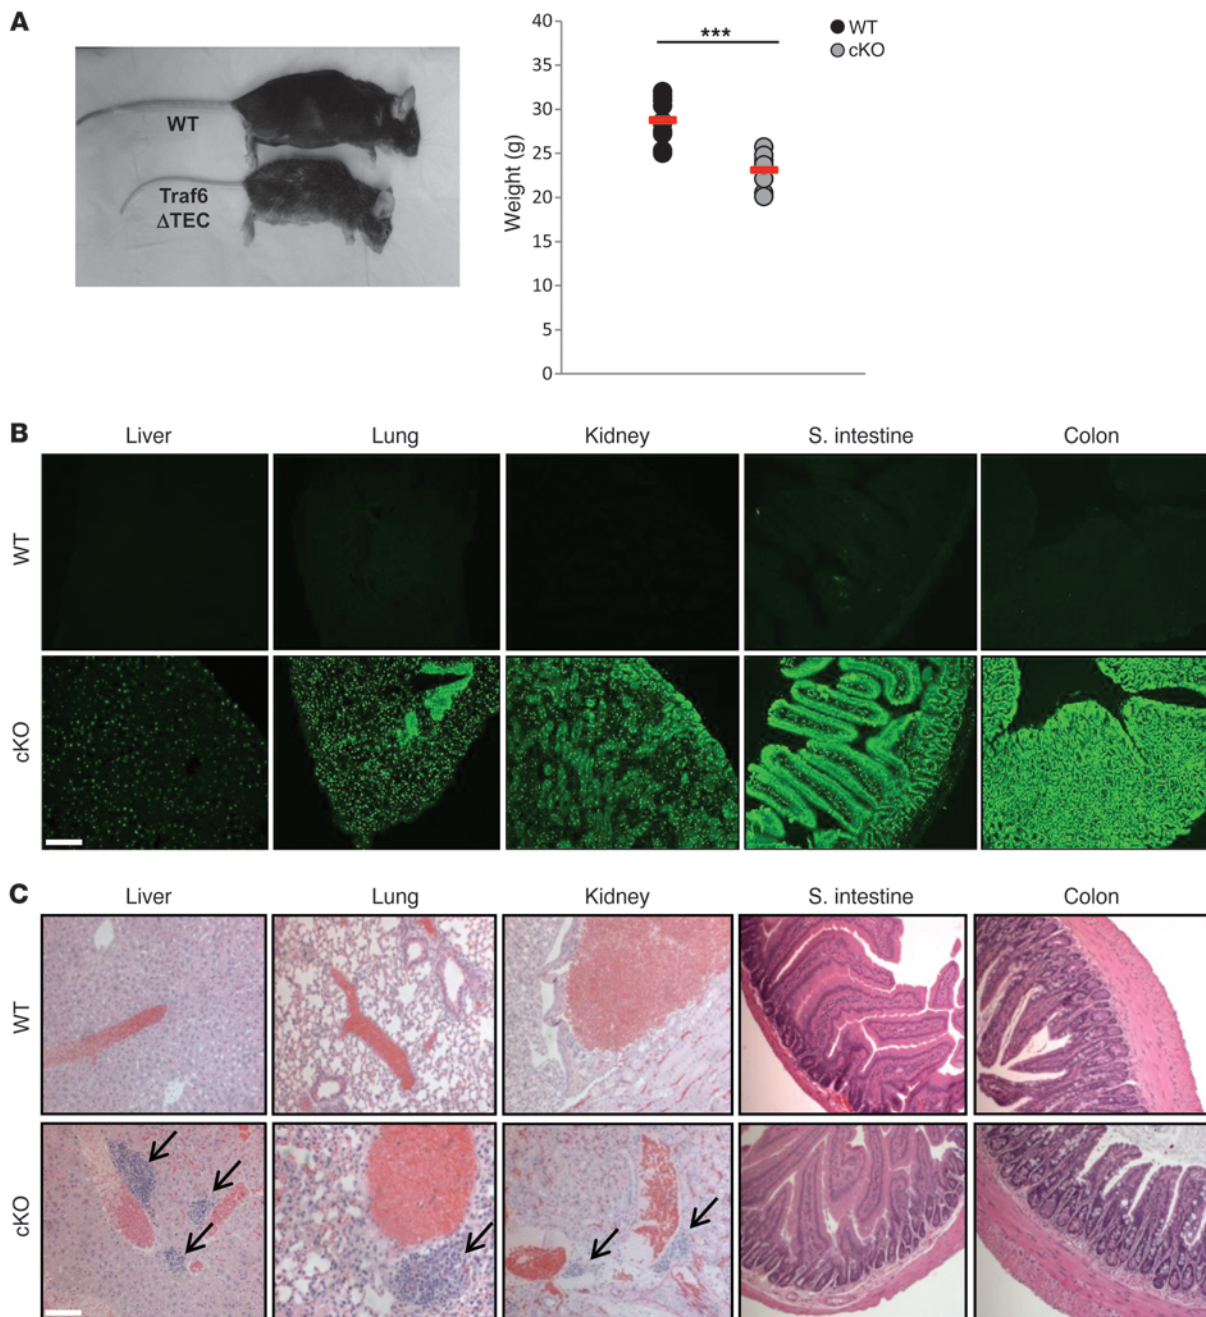 A
WT
Traf6
ΔTEC
40
35
30
25
20
15
10
5
0
Weight (g)
***
WT
cKO
B
Liver Lung Kidney S. intestine Colon
WT
cKO
C
Liver Lung Kidney S. intestine Colon
WT
cKO